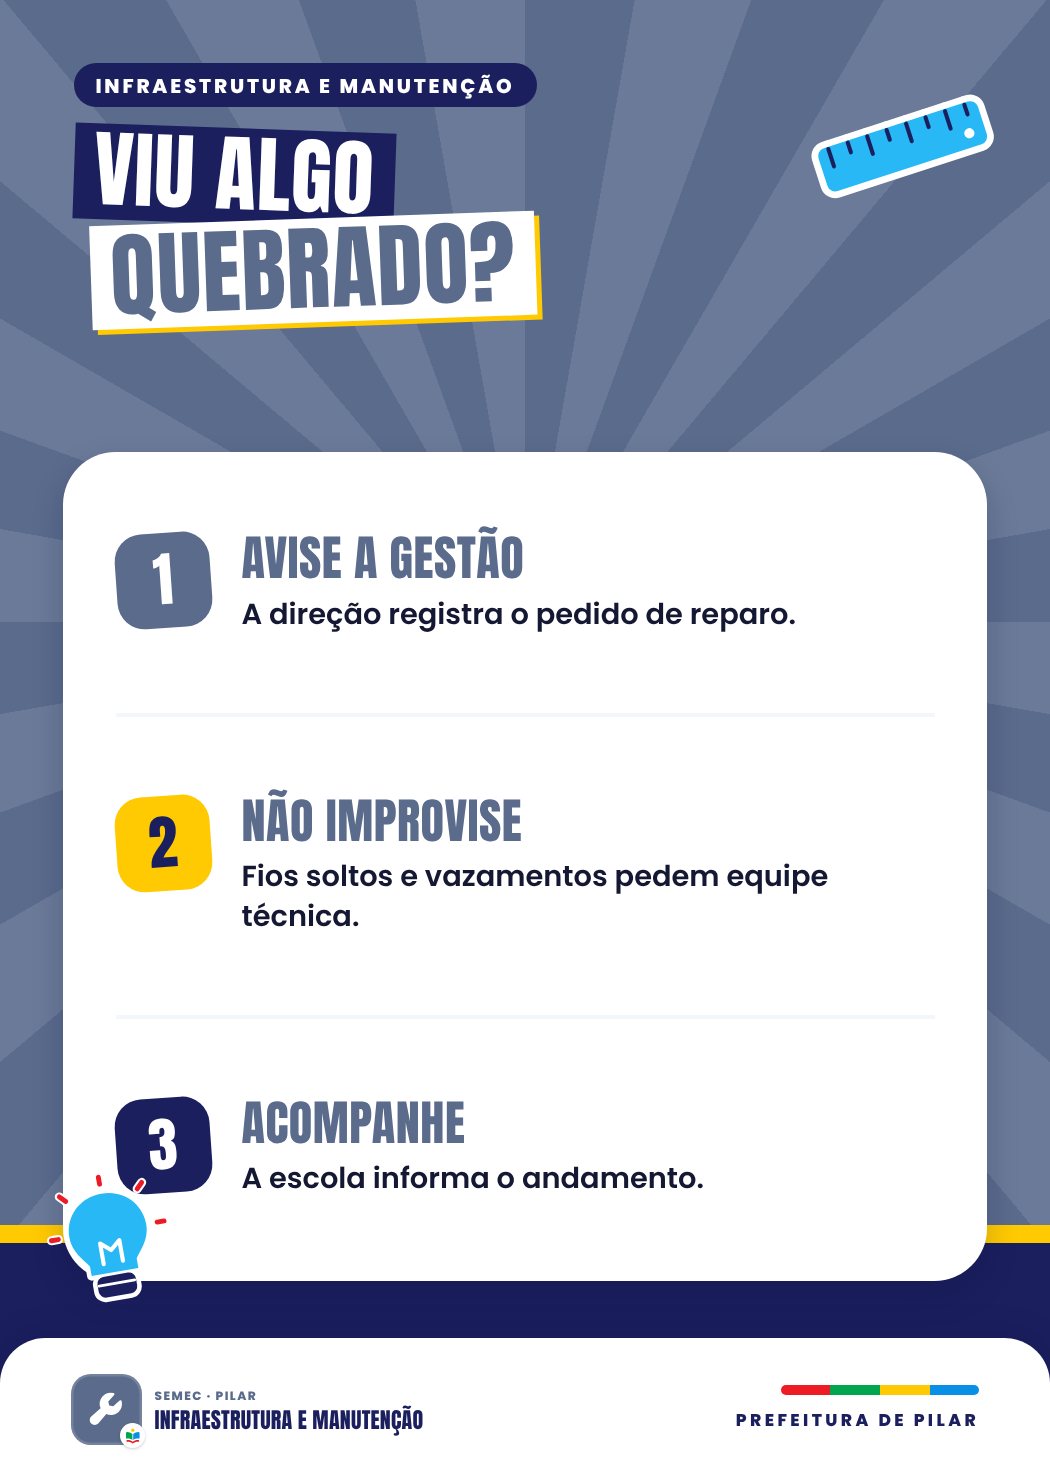 INFRAESTRUTURA E MANUTENÇÃO
VIU ALGO
QUEBRADO?
1
AVISE A GESTÃO
A direção registra o pedido de reparo.
2
NÃO IMPROVISE
Fios soltos e vazamentos pedem equipe
técnica.
3
ACOMPANHE
A escola informa o andamento.
SEMEC · PILAR
INFRAESTRUTURA E MANUTENÇÃO
PREFEITURA DE PILAR